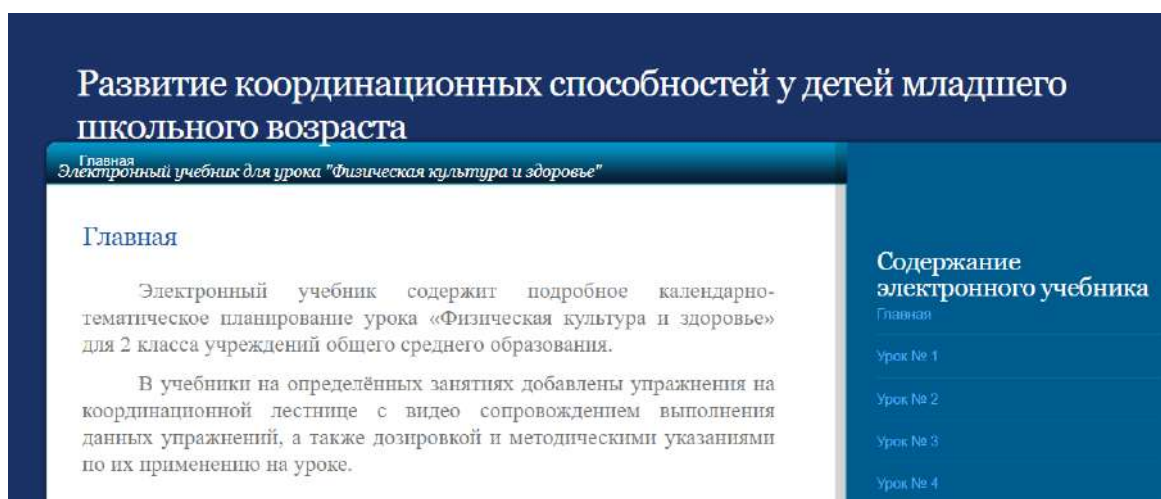 Развитие координационных способностей у детей младшего
школьного возраста
Главная
Электронный учебник для урока "Физическая культура и здоровье"
Главная
Электронный учебник содержит подробное календарно-
тематическое планирование урока «Физическая культура и здоровье»
для 2 класса учреждений общего среднего образования.
В учебники на определённых занятиях добавлены упражнения на
координационной лестнице с видео сопровождением выполнения
данных упражнений, а также дозировкой и методическими указаниями
по их применению на уроке.
Содержание
электронного учебника
Главная
Урок № 1
Урок № 2
Урок № 3
Урок № 4